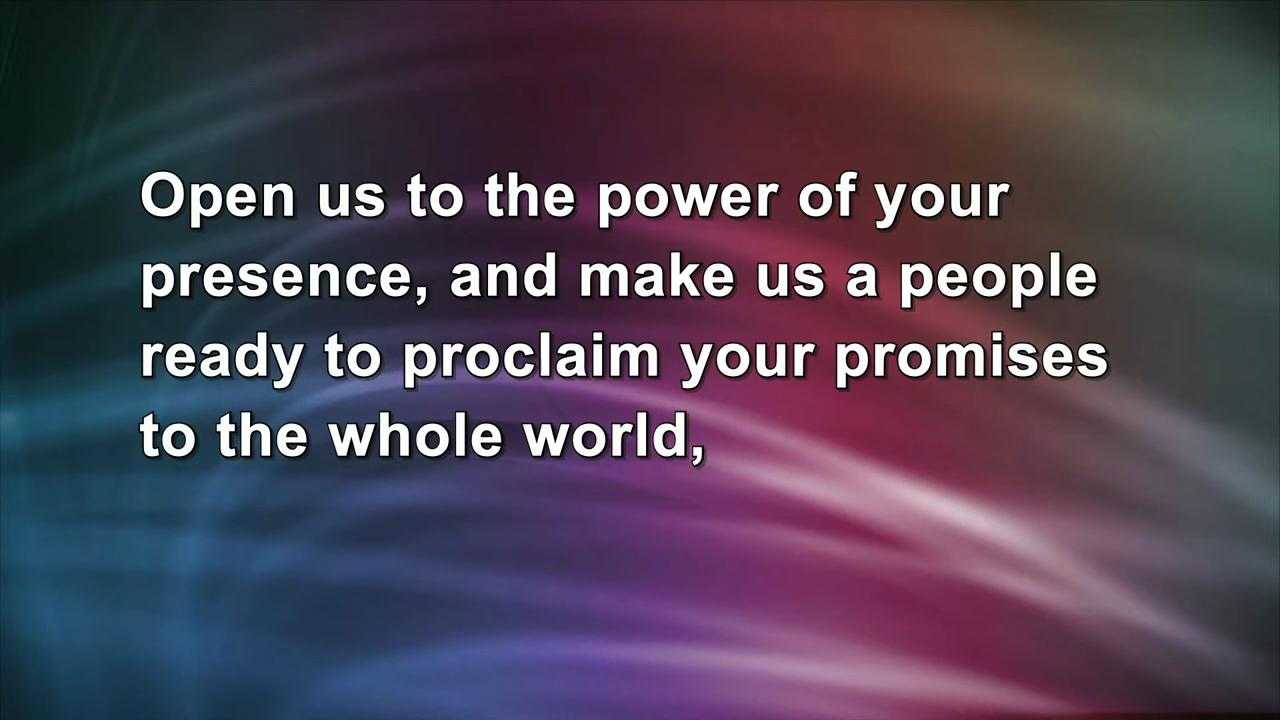 Open us to the power of your
presence, and make us a people
ready to proclaim your promises
to the whole world,